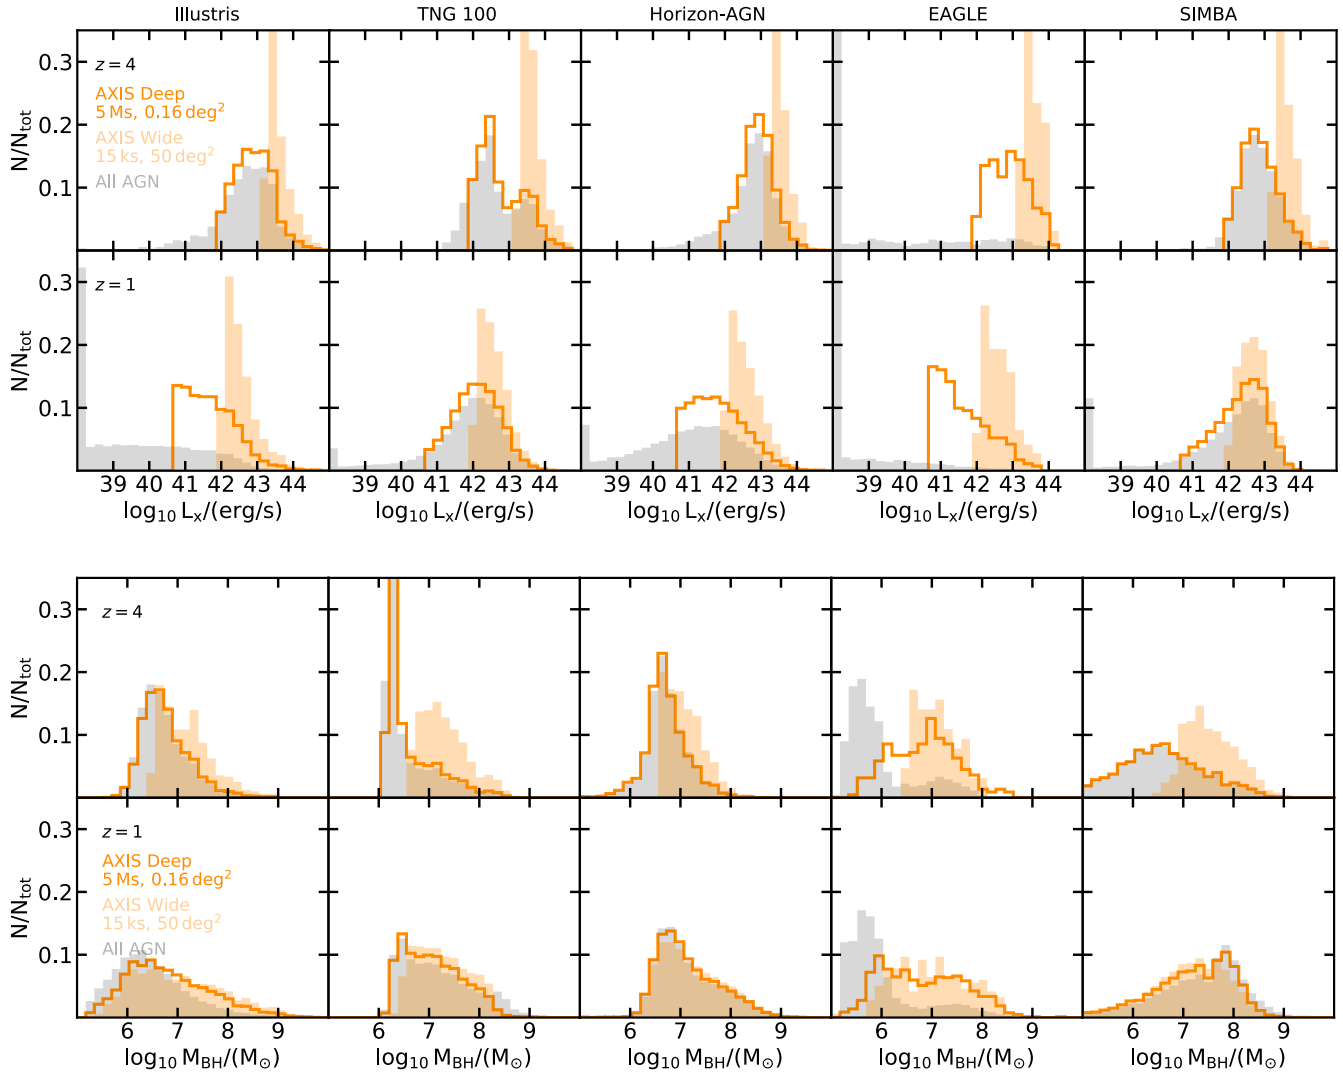 Illustris TNG 100 Horizon-AGN EAGLE SIMBA
z = 4
AXIS Deep
5 Ms, 0.16 deg²
AXIS Wide
15 ks, 50 deg²
All AGN
N/N_tot
0.3
0.2
0.1
z = 1
N/N_tot
0.3
0.2
0.1
39 40 41 42 43 44 39 40 41 42 43 44 39 40 41 42 43 44 39 40 41 42 43 44 39 40 41 42 43 44
log₁₀ Lₓ/(erg/s) log₁₀ Lₓ/(erg/s) log₁₀ Lₓ/(erg/s) log₁₀ Lₓ/(erg/s) log₁₀ Lₓ/(erg/s)
z = 4
N/N_tot
0.3
0.2
0.1
z = 1
AXIS Deep
5 Ms, 0.16 deg²
AXIS Wide
15 ks, 50 deg²
All AGN
N/N_tot
0.3
0.2
0.1
6 7 8 9 6 7 8 9 6 7 8 9 6 7 8 9 6 7 8 9
log₁₀ M_BH/(M_⊙) log₁₀ M_BH/(M_⊙) log₁₀ M_BH/(M_⊙) log₁₀ M_BH/(M_⊙) log₁₀ M_BH/(M_⊙)